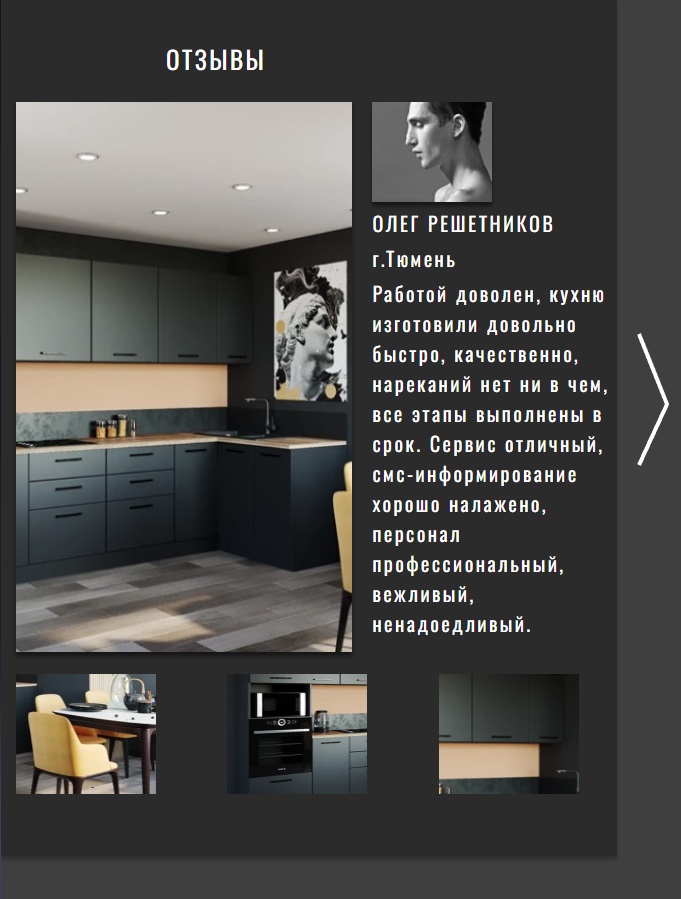 ОТЗЫВЫ
ОЛЕГ РЕШЕТНИКОВ
г.Тюмень
Работой доволен, кухню
изготовили довольно
быстро, качественно,
нареканий нет ни в чем,
все этапы выполнены в
срок. Сервис отличный,
смс-информирование
хорошо налажено,
персонал
профессиональный,
вежливый,
ненадоедливый.